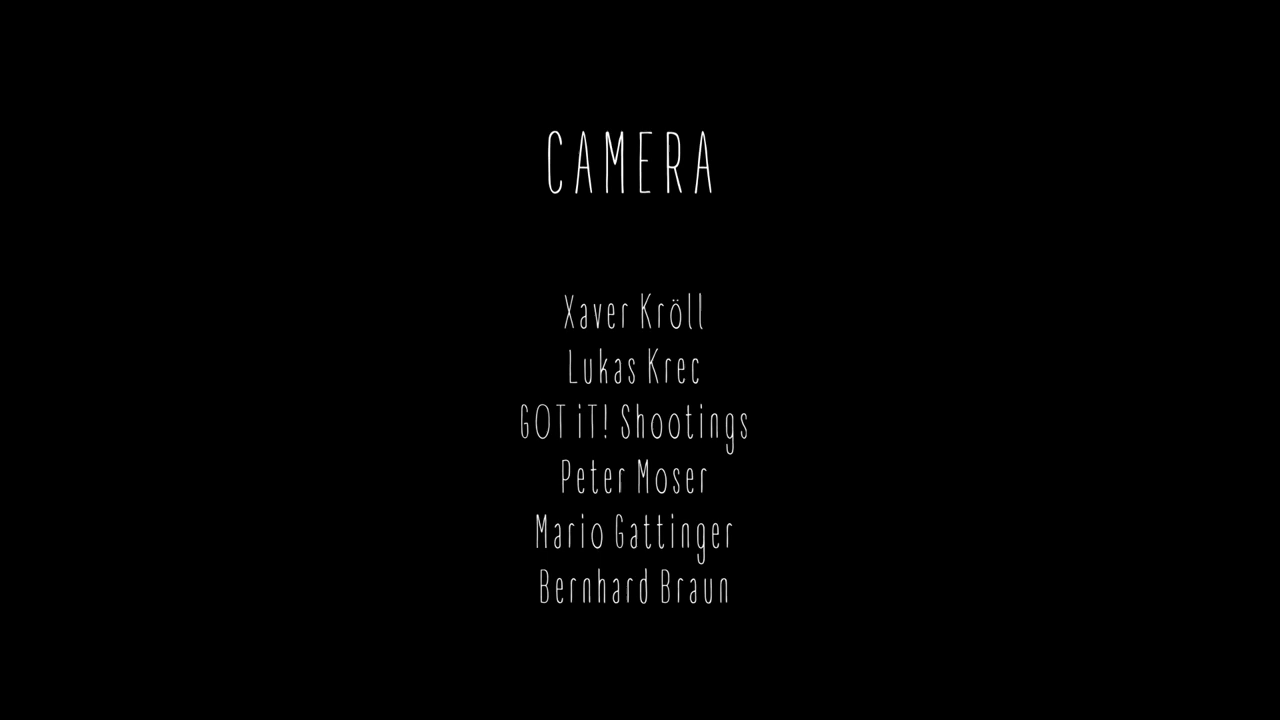 CAMERA
Xaver Kröll
Lukas Krec
GOT iT! Shootings
Peter Moser
Mario Gattinger
Bernhard Braun